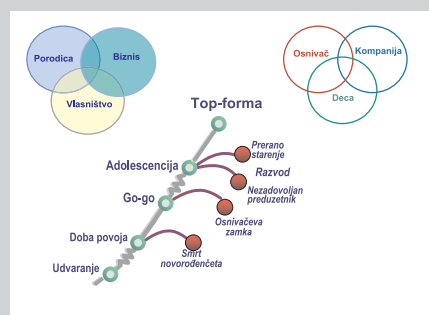 Porodica
Biznis
Vlasništvo
Osnivač
Kompanija
Deca
Top-forma
Prerano
starenje
Adolescencija
Razvod
Nezadovoljan
preduzetnik
Go-go
Osnivačeva
zamka
Doba povoja
Smrt
novorođenčeta
Udvaranje